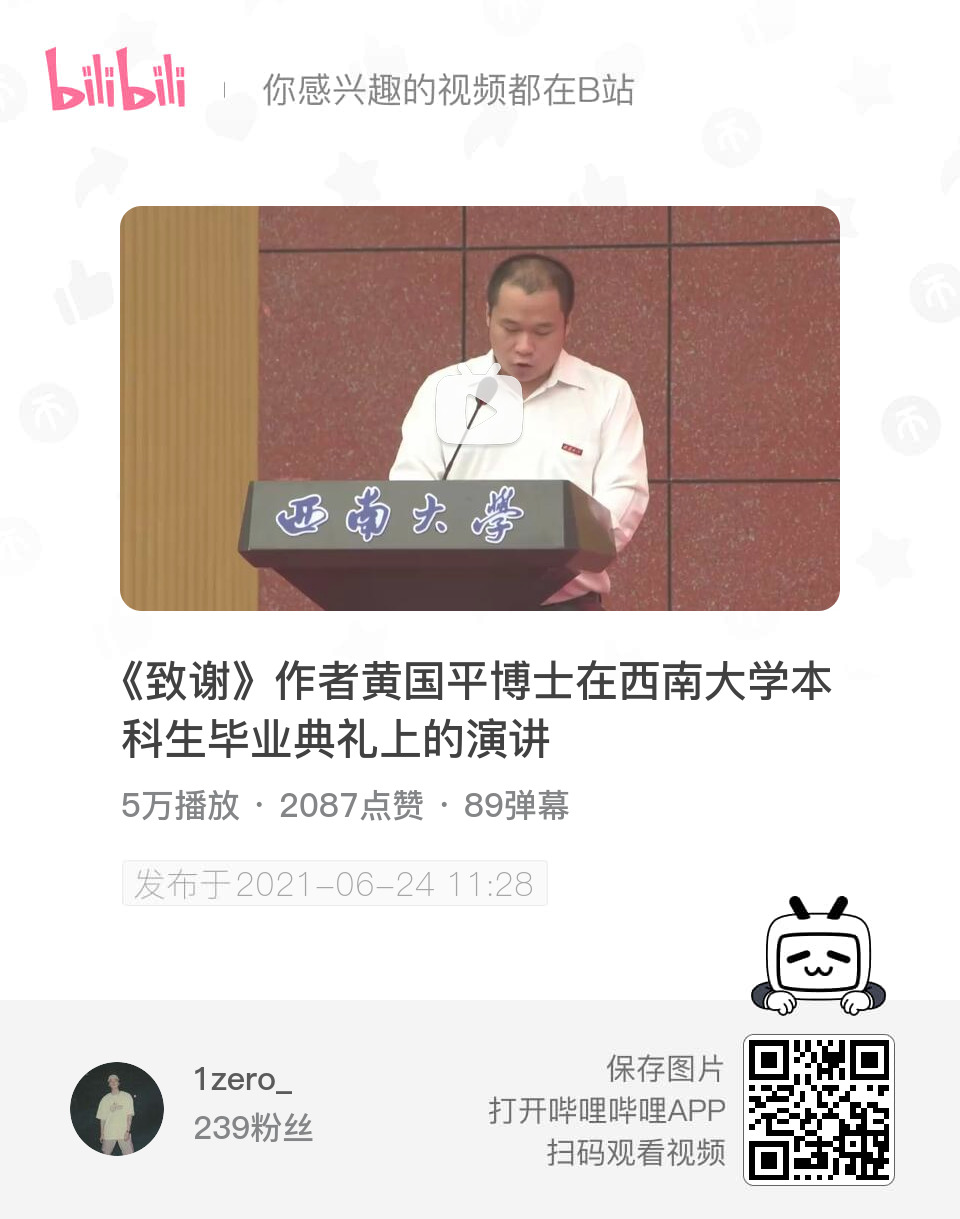 bilibili
你感兴趣的视频都在B站
西南大學
《致谢》作者黄国平博士在西南大学本
科生毕业典礼上的演讲
5万播放 · 2087点赞 · 89弹幕
发布于2021-06-24 11:28
1zero_
239粉丝
保存图片
打开哔哩哔哩APP
扫码观看视频